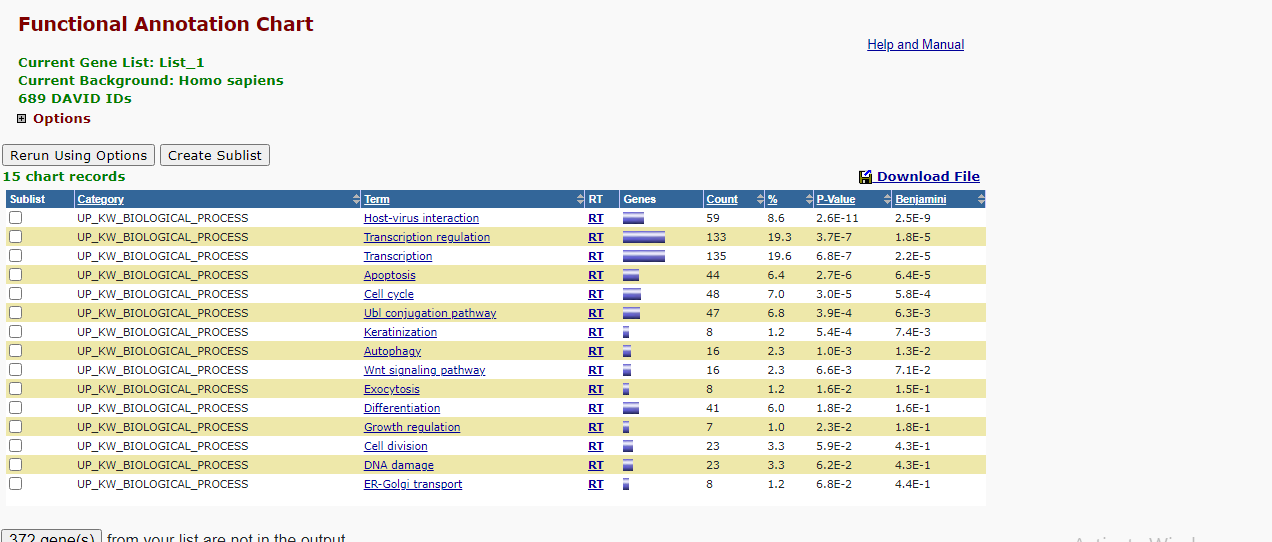 Functional Annotation Chart
Help and Manual
Current Gene List: List_1
Current Background: Homo sapiens
689 DAVID IDs
Options
Rerun Using Options Create Sublist
15 chart records Download File
Sublist Category Term RT Genes Count % P-Value Benjamini
UP_KW_BIOLOGICAL_PROCESS Host-virus interaction RT 59 8.6 2.6E-11 2.5E-9
UP_KW_BIOLOGICAL_PROCESS Transcription regulation RT 133 19.3 3.7E-7 1.8E-5
UP_KW_BIOLOGICAL_PROCESS Transcription RT 135 19.6 6.8E-7 2.2E-5
UP_KW_BIOLOGICAL_PROCESS Apoptosis RT 44 6.4 2.7E-6 6.4E-5
UP_KW_BIOLOGICAL_PROCESS Cell cycle RT 48 7.0 3.0E-5 5.8E-4
UP_KW_BIOLOGICAL_PROCESS Ubl conjugation pathway RT 47 6.8 3.9E-4 6.3E-3
UP_KW_BIOLOGICAL_PROCESS Keratinization RT 8 1.2 5.4E-4 7.4E-3
UP_KW_BIOLOGICAL_PROCESS Autophagy RT 16 2.3 1.0E-3 1.3E-2
UP_KW_BIOLOGICAL_PROCESS Wnt signaling pathway RT 16 2.3 6.6E-3 7.1E-2
UP_KW_BIOLOGICAL_PROCESS Exocytosis RT 8 1.2 1.6E-2 1.5E-1
UP_KW_BIOLOGICAL_PROCESS Differentiation RT 41 6.0 1.8E-2 1.6E-1
UP_KW_BIOLOGICAL_PROCESS Growth regulation RT 7 1.0 2.3E-2 1.8E-1
UP_KW_BIOLOGICAL_PROCESS Cell division RT 23 3.3 5.9E-2 4.3E-1
UP_KW_BIOLOGICAL_PROCESS DNA damage RT 23 3.3 6.2E-2 4.3E-1
UP_KW_BIOLOGICAL_PROCESS ER-Golgi transport RT 8 1.2 6.8E-2 4.4E-1
372 gene(s) from your list are not in the output